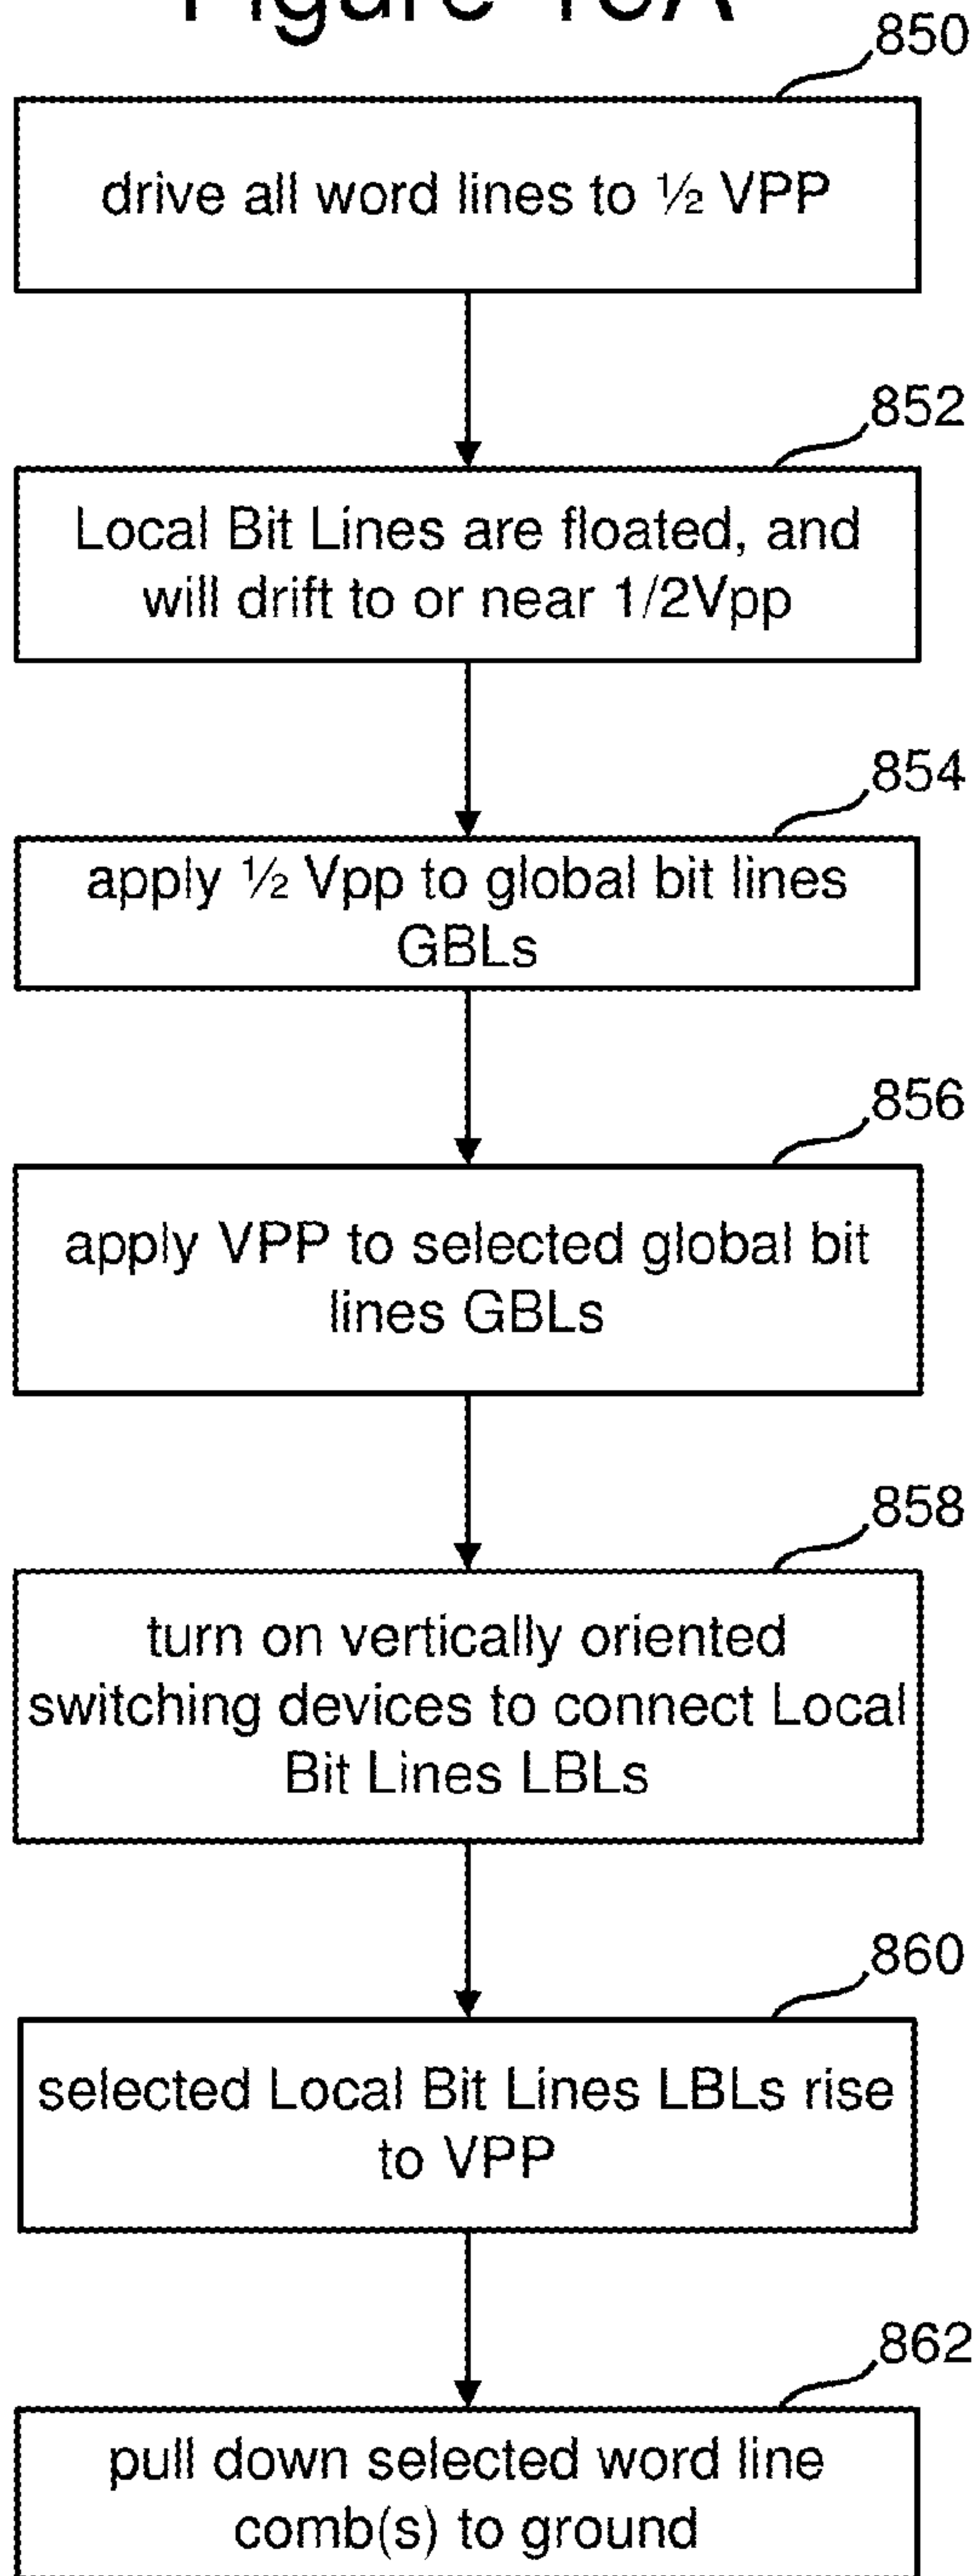 850
drive all word lines to ½ VPP
852
Local Bit Lines are floated, and
will drift to or near 1/2Vpp
854
apply ½ Vpp to global bit lines
GBLs
856
apply VPP to selected global bit
lines GBLs
858
turn on vertically oriented
switching devices to connect Local
Bit Lines LBLs
860
selected Local Bit Lines LBLs rise
to VPP
862
pull down selected word line
comb(s) to ground